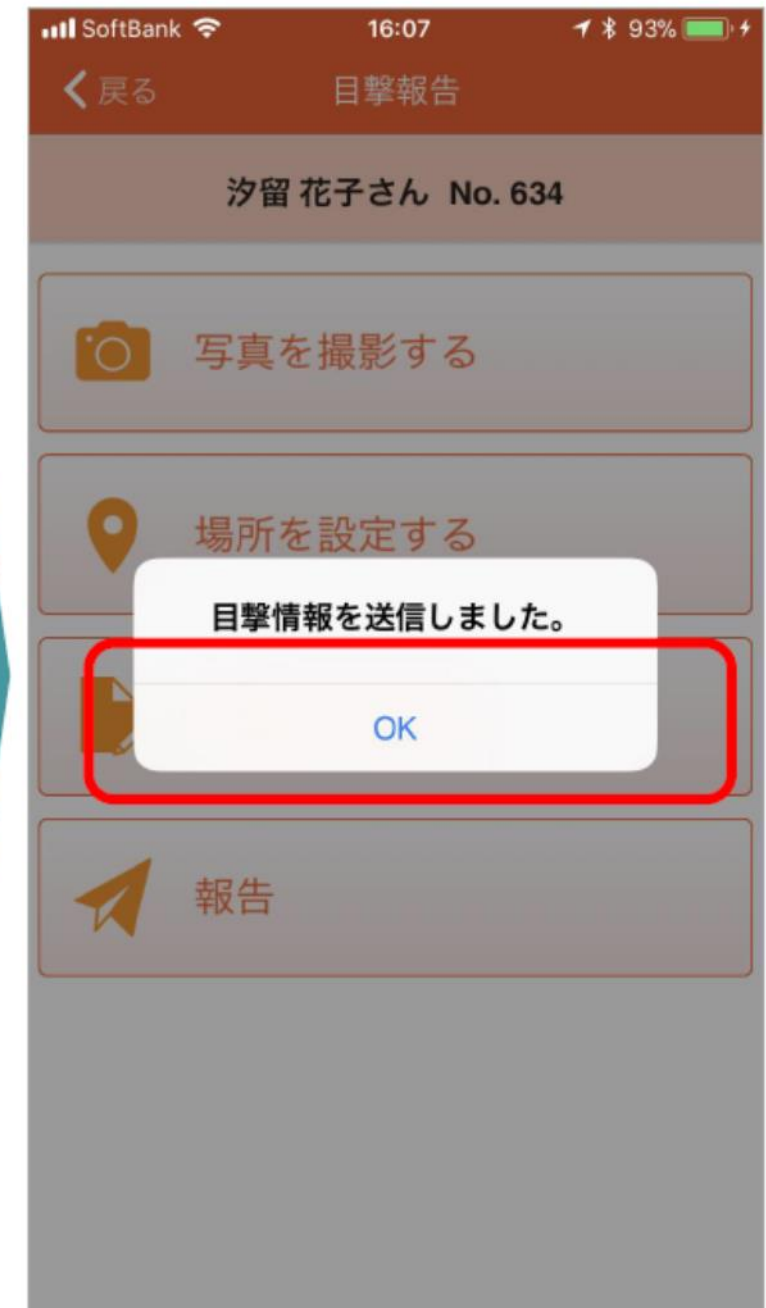 SoftBank 16:07 93%
戻る 目撃報告
汐留 花子さん No. 634
写真を撮影する
場所を設定する
目撃情報を送信しました。
OK
報告